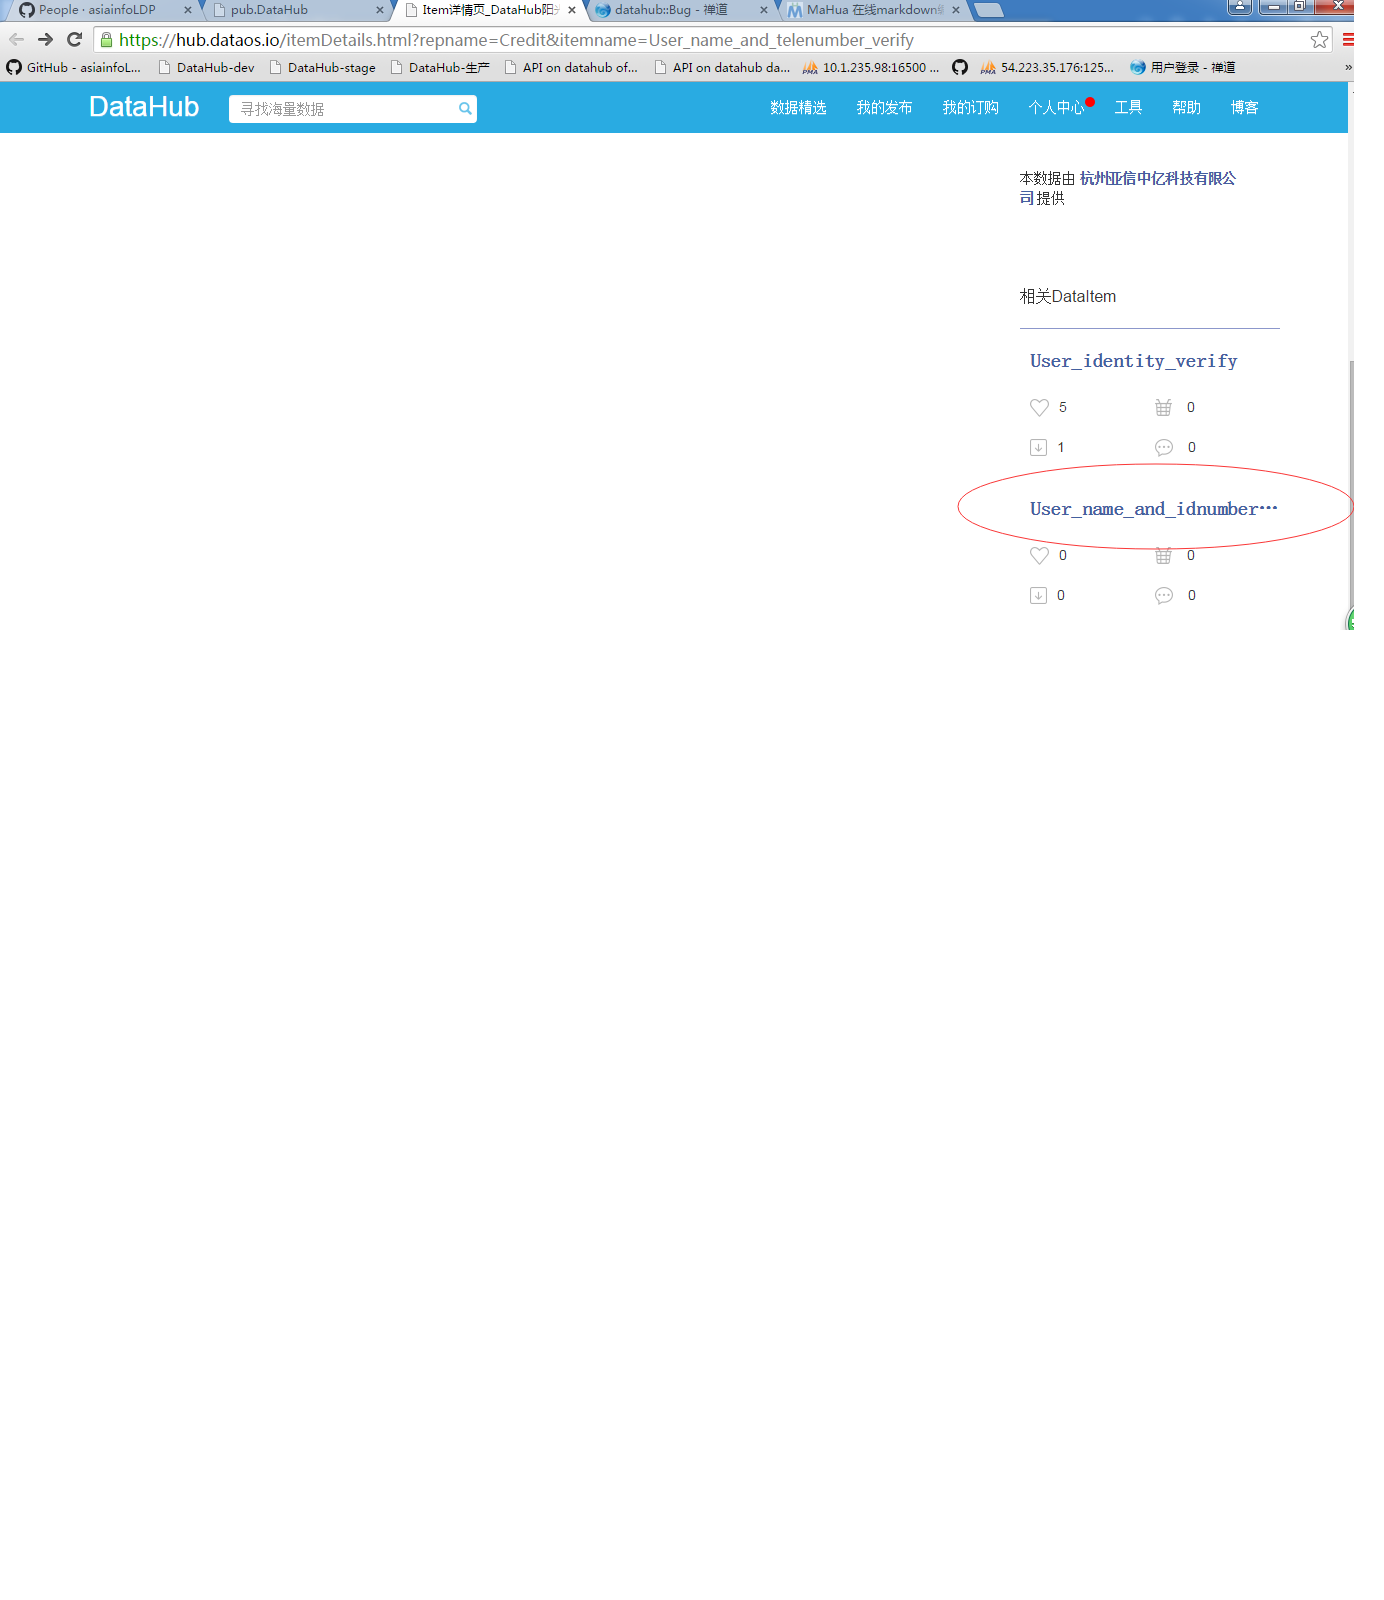 People · asiainfoLDP
pub.DataHub
Item详情页_DataHub阳
datahub::Bug - 禅道
MaHua 在线markdown编
https://hub.dataos.io/itemDetails.html?repname=Credit&itemname=User_name_and_telenumber_verify
GitHub - asiainfoL...
DataHub-dev
DataHub-stage
DataHub-生产
API on datahub of...
API on datahub da...
10.1.235.98:16500 ...
54.223.35.176:125...
用户登录 - 禅道
»
DataHub
寻找海量数据
数据精选
我的发布
我的订购
个人中心
工具
帮助
博客
本数据由 杭州亚信中亿科技有限公
司 提供
相关DataItem
User_identity_verify
5
0
1
0
User_name_and_idnumber…
0
0
0
0